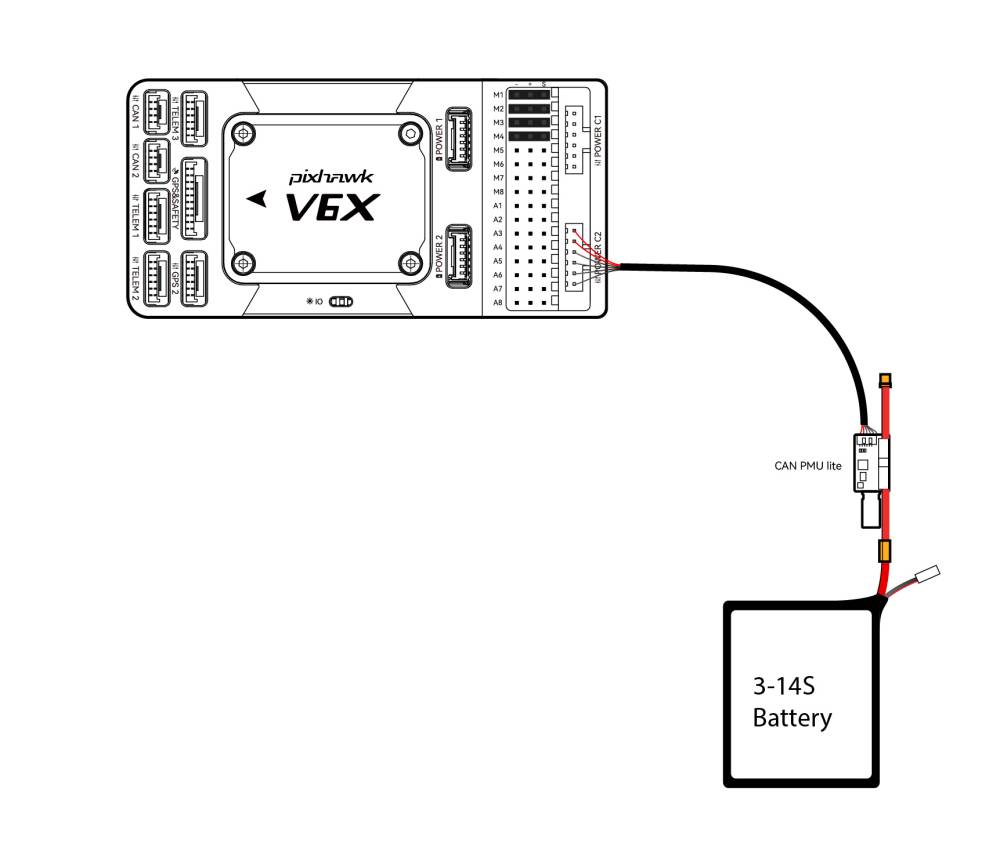 CAN 1
TELEM 3
CAN 2
GPS&SAFETY
TELEM 1
TELEM 2
GPS 2
pixhawk
V6X
IO
POWER 1
POWER 2
- + S
M1
M2
M3
M4
M5
M6
M7
M8
A1
A2
A3
A4
A5
A6
A7
A8
POWER C1
POWER C2
CAN PMU lite
3-14S
Battery